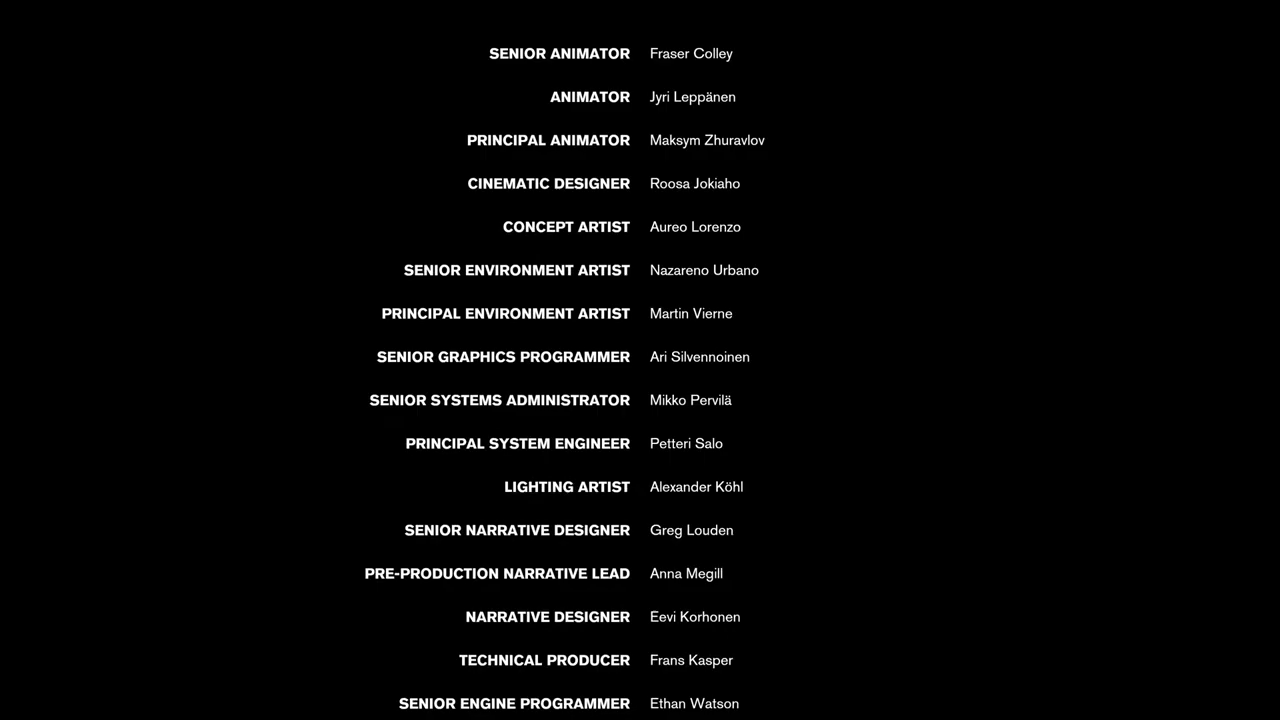 SENIOR ANIMATOR Fraser Colley
ANIMATOR Jyri Leppänen
PRINCIPAL ANIMATOR Maksym Zhuravlov
CINEMATIC DESIGNER Roosa Jokiaho
CONCEPT ARTIST Aureo Lorenzo
SENIOR ENVIRONMENT ARTIST Nazareno Urbano
PRINCIPAL ENVIRONMENT ARTIST Martin Vierne
SENIOR GRAPHICS PROGRAMMER Ari Silvennoinen
SENIOR SYSTEMS ADMINISTRATOR Mikko Pervilä
PRINCIPAL SYSTEM ENGINEER Petteri Salo
LIGHTING ARTIST Alexander Köhl
SENIOR NARRATIVE DESIGNER Greg Louden
PRE-PRODUCTION NARRATIVE LEAD Anna Megill
NARRATIVE DESIGNER Eevi Korhonen
TECHNICAL PRODUCER Frans Kasper
SENIOR ENGINE PROGRAMMER Ethan Watson